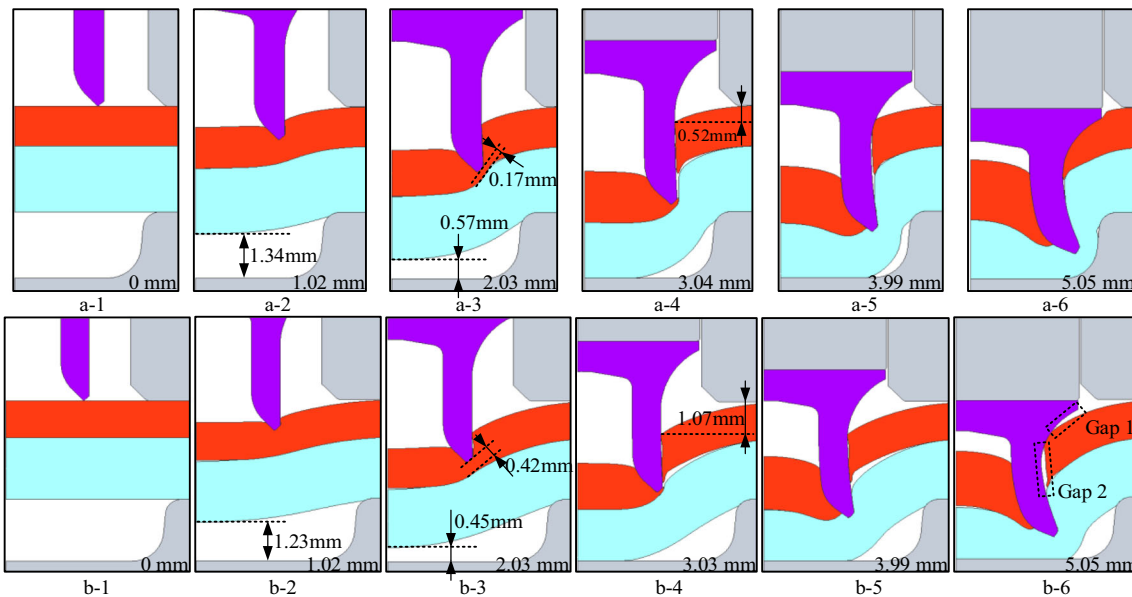 0 mm
1.34mm
1.02 mm
0.17mm
0.57mm
2.03 mm
0.52mm
3.04 mm
3.99 mm
5.05 mm
a-1
a-2
a-3
a-4
a-5
a-6
0 mm
1.23mm
1.02 mm
0.42mm
0.45mm
2.03 mm
1.07mm
3.03 mm
3.99 mm
Gap 1
Gap 2
5.05 mm
b-1
b-2
b-3
b-4
b-5
b-6